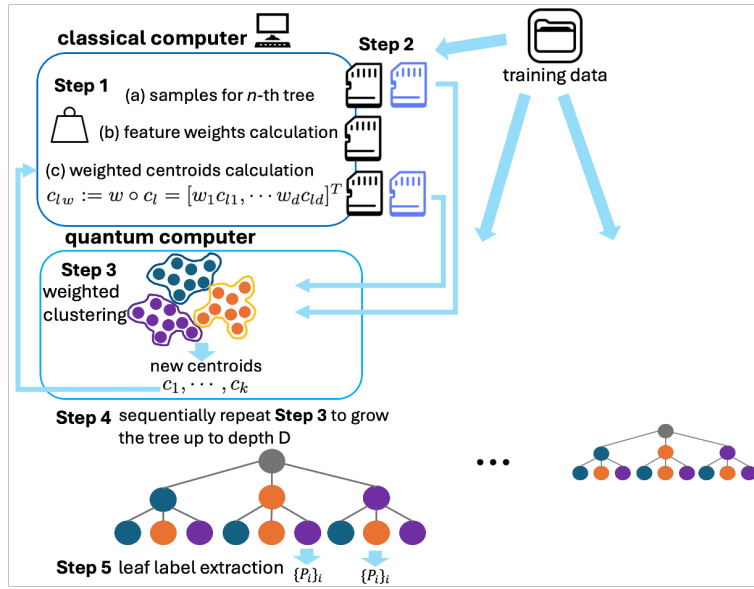 classical computer
Step 2
training data
Step 1
(a) samples for n-th tree
(b) feature weights calculation
(c) weighted centroids calculation
$c_{lw} := w \circ c_l = [w_1 c_{l1}, \cdots w_d c_{ld}]^T$
quantum computer
Step 3
weighted
clustering
new centroids
$c_1, \cdots, c_k$
Step 4 sequentially repeat Step 3 to grow
the tree up to depth D
...
Step 5 leaf label extraction $\{P_i\}_i$ $\{P_i\}_i$